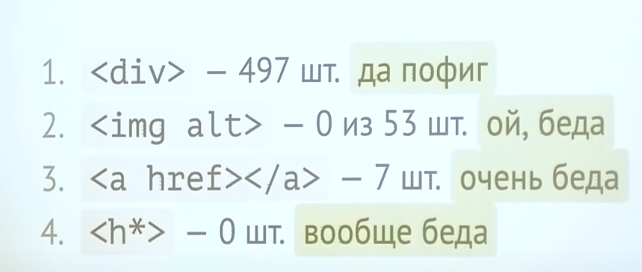 1. <div> – 497 шт. да пофиг
2. <img alt> – 0 из 53 шт. ой, беда
3. <a href></a> – 7 шт. очень беда
4. <h*> – 0 шт. вообще беда